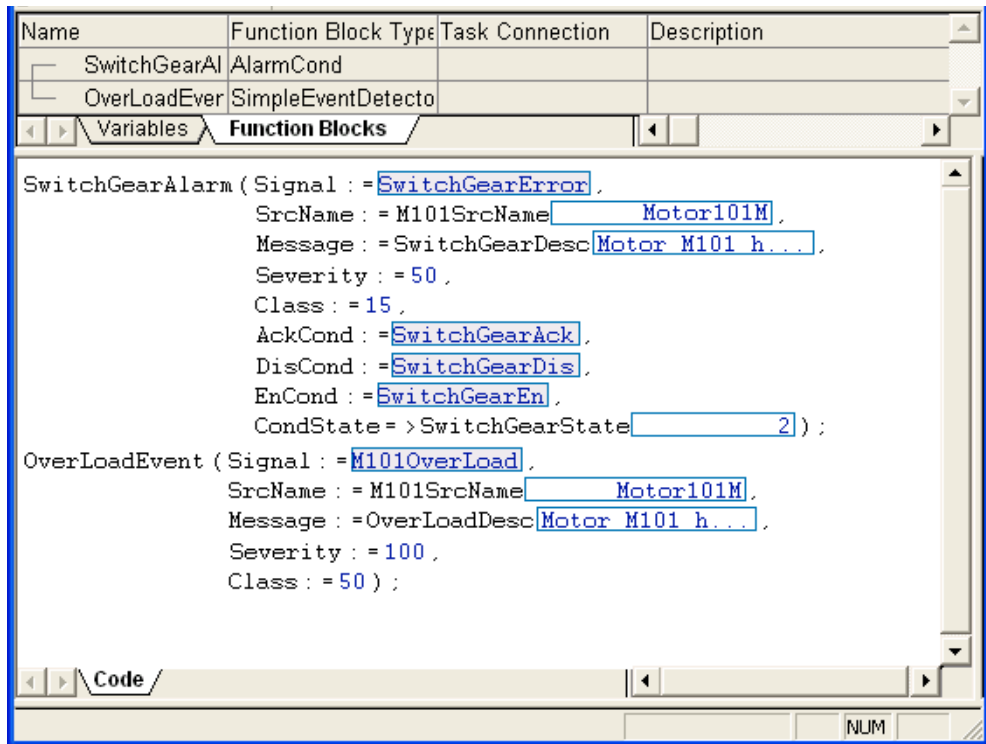 Name Function Block Type Task Connection Description
SwitchGearAl AlarmCond
OverLoadEver SimpleEventDetecto
Variables Function Blocks
SwitchGearAlarm(Signal:=SwitchGearError,
SrcName:=M101SrcName Motor101M,
Message:=SwitchGearDesc Motor M101 h...,
Severity:=50,
Class:=15,
AckCond:=SwitchGearAck,
DisCond:=SwitchGearDis,
EnCond:=SwitchGearEn,
CondState=>SwitchGearState 2);
OverLoadEvent(Signal:=M101OverLoad,
SrcName:=M101SrcName Motor101M,
Message:=OverLoadDesc Motor M101 h...,
Severity:=100,
Class:=50);
Code
NUM